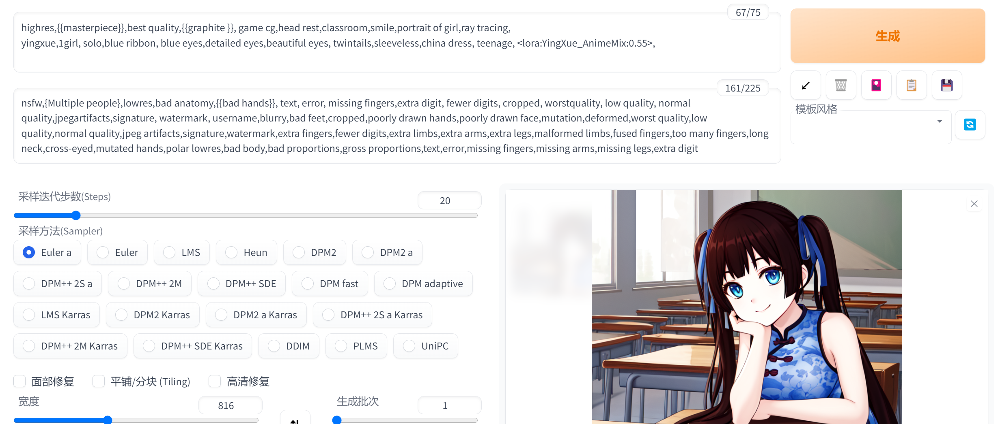 67/75
highres,{{masterpiece}},best quality,{{graphite }}, game cg,head rest,classroom,smile,portrait of girl,ray tracing,
yingxue,1girl, solo,blue ribbon, blue eyes,detailed eyes,beautiful eyes, twintails,sleeveless,china dress, teenage, <lora:YingXue_AnimeMix:0.55>,
生成
161/225
nsfw,{Multiple people},lowres,bad anatomy,{{bad hands}}, text, error, missing fingers,extra digit, fewer digits, cropped, worstquality, low quality, normal
quality,jpegartifacts,signature, watermark, username,blurry,bad feet,cropped,poorly drawn hands,poorly drawn face,mutation,deformed,worst quality,low
quality,normal quality,jpeg artifacts,signature,watermark,extra fingers,fewer digits,extra limbs,extra arms,extra legs,malformed limbs,fused fingers,too many fingers,long
neck,cross-eyed,mutated hands,polar lowres,bad body,bad proportions,gross proportions,text,error,missing fingers,missing arms,missing legs,extra digit
模板风格
采样迭代步数(Steps)
20
采样方法(Sampler)
Euler a Euler LMS Heun DPM2 DPM2 a
DPM++ 2S a DPM++ 2M DPM++ SDE DPM fast DPM adaptive
LMS Karras DPM2 Karras DPM2 a Karras DPM++ 2S a Karras
DPM++ 2M Karras DPM++ SDE Karras DDIM PLMS UniPC
面部修复 平铺/分块 (Tiling) 高清修复
宽度 816 生成批次 1